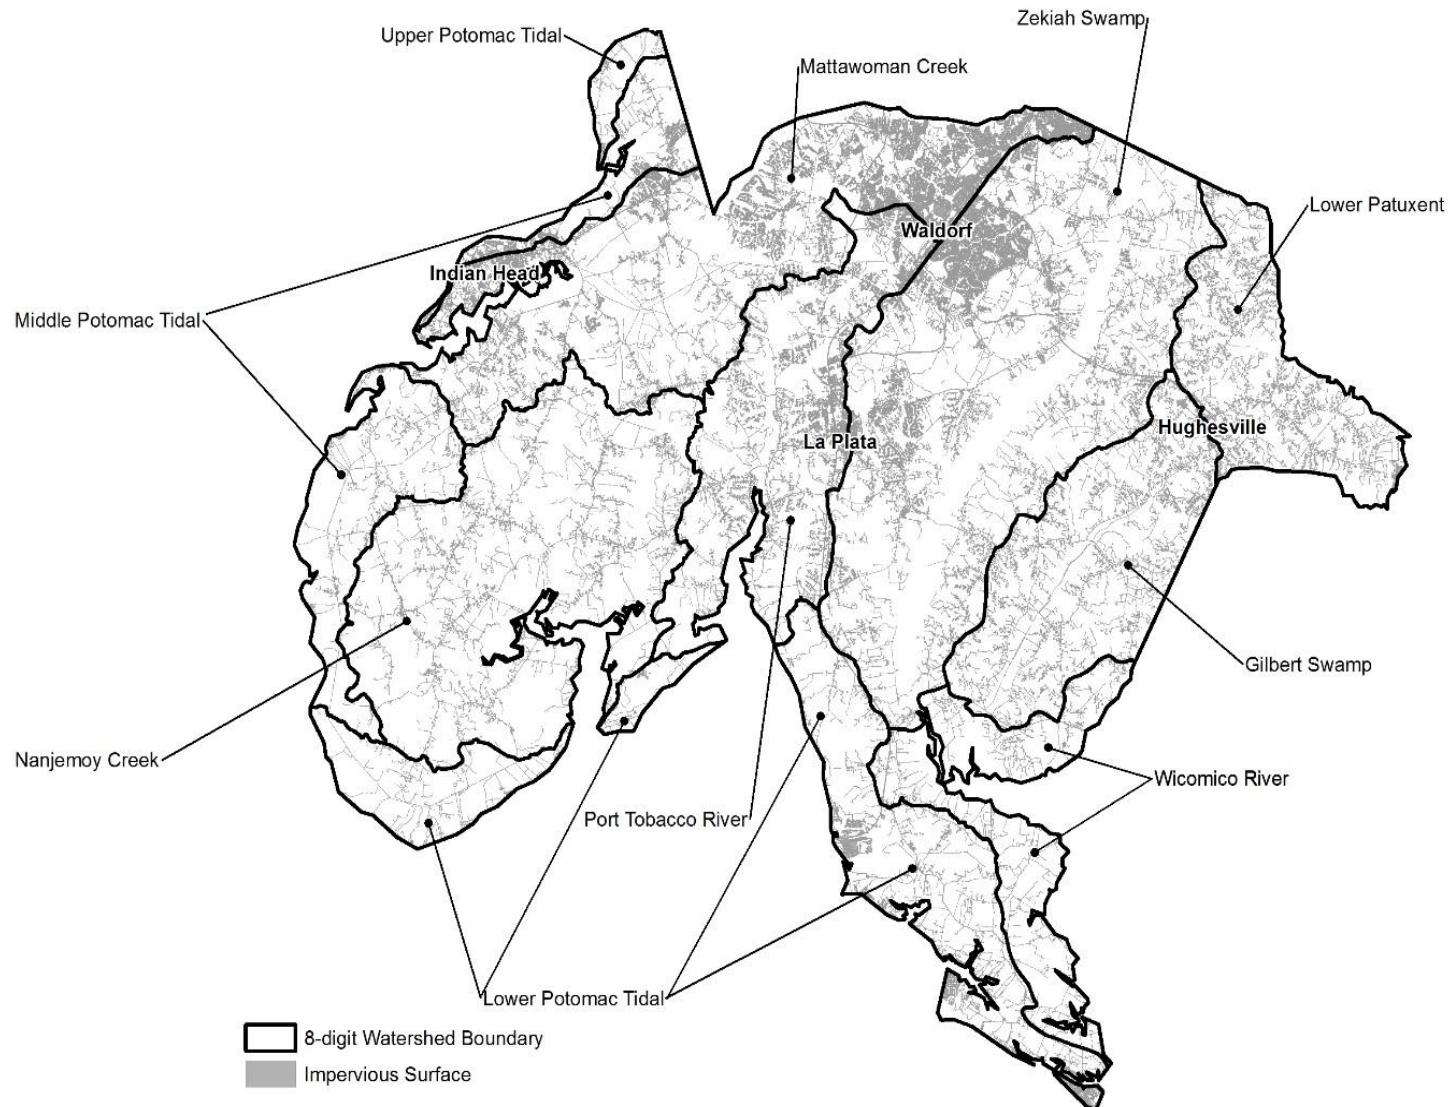 Zekiah Swamp
Upper Potomac Tidal
Mattawoman Creek
Lower Patuxent
Waldorf
Indian Head
Middle Potomac Tidal
Hughesville
La Plata
Gilbert Swamp
Nanjemoy Creek
Wicomico River
Port Tobacco River
Lower Potomac Tidal
8-digit Watershed Boundary
Impervious Surface